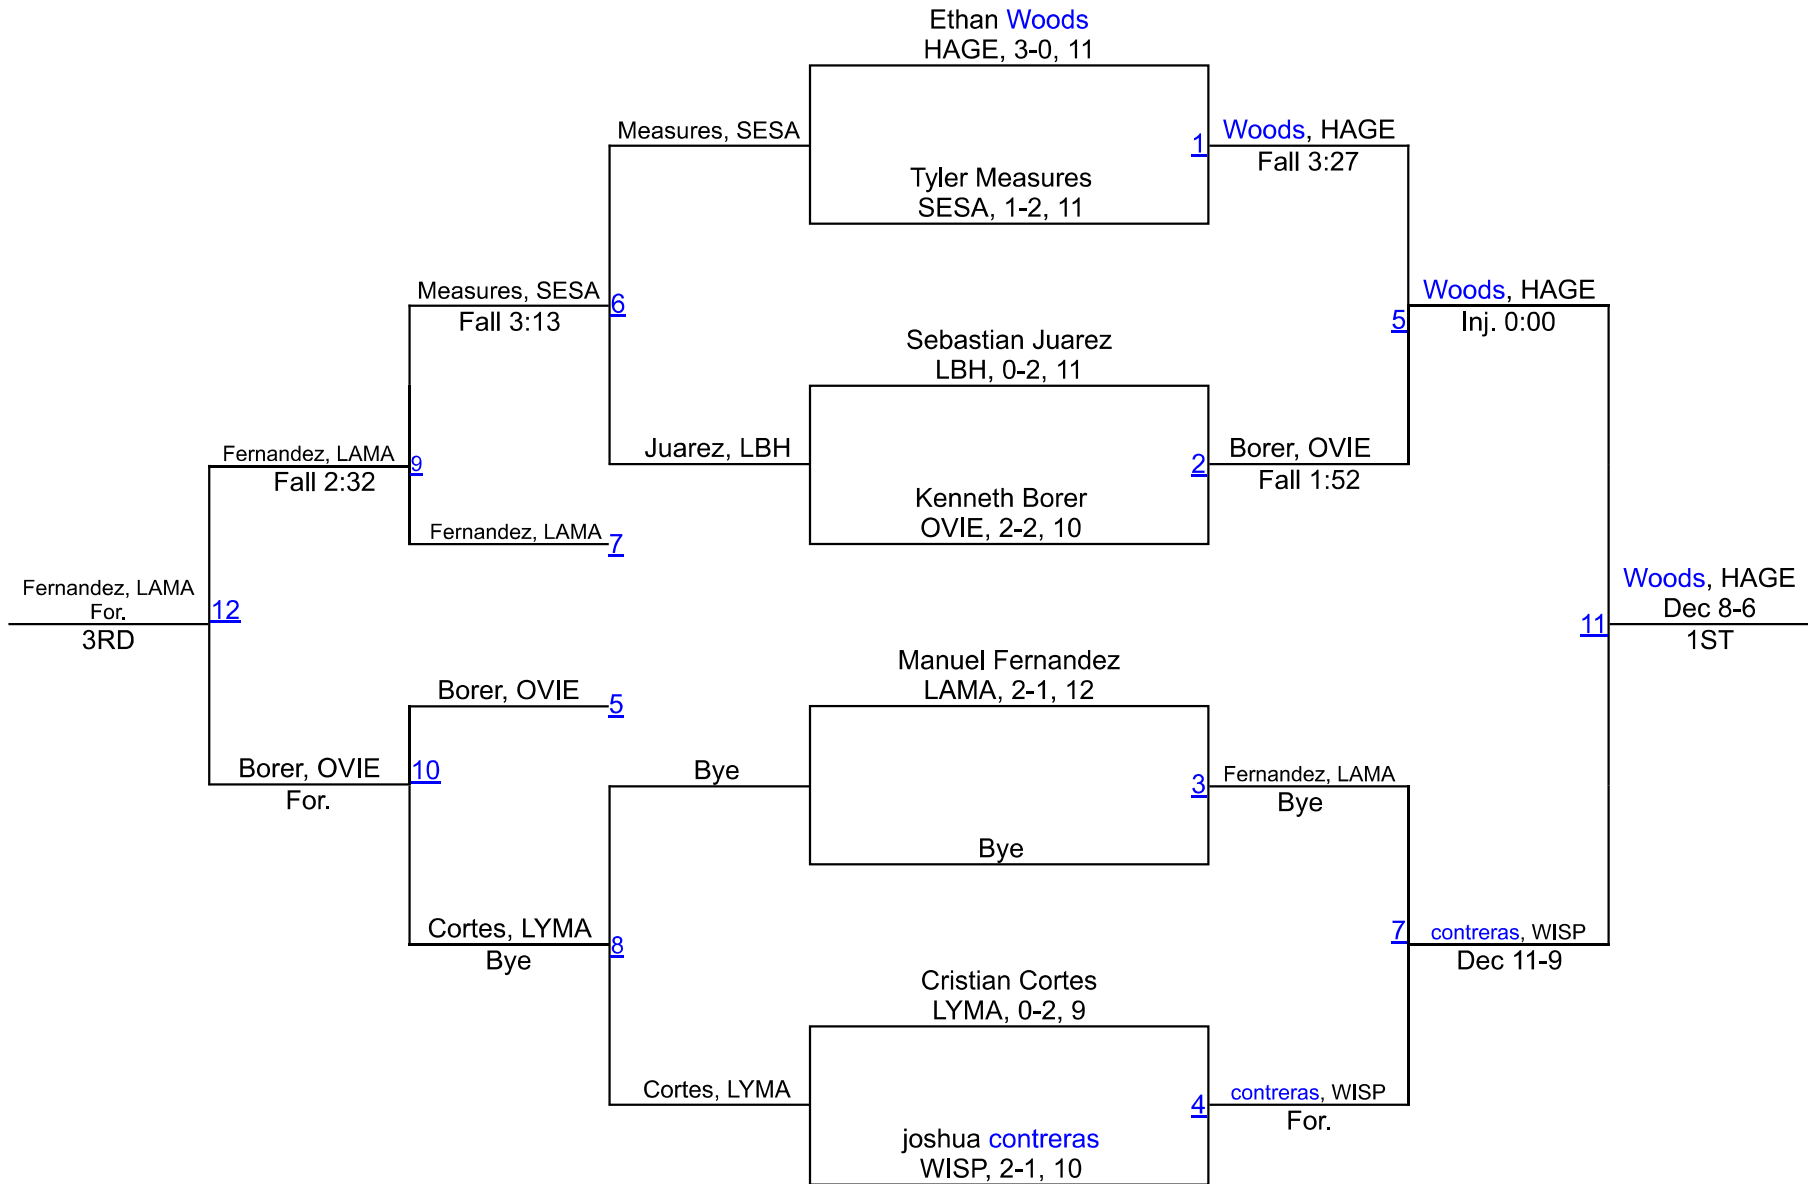 Ethan Woods
HAGE, 3-0, 11
Measures, SESA
1
Woods, HAGE
Fall 3:27
Tyler Measures
SESA, 1-2, 11
Measures, SESA
Fall 3:13
6
Woods, HAGE
Inj. 0:00
5
Sebastian Juarez
LBH, 0-2, 11
Fernandez, LAMA
Fall 2:32
9
Juarez, LBH
2
Borer, OVIE
Fall 1:52
Kenneth Borer
OVIE, 2-2, 10
Fernandez, LAMA
7
Fernandez, LAMA
For.
3RD
12
Woods, HAGE
Dec 8-6
1ST
11
Manuel Fernandez
LAMA, 2-1, 12
Borer, OVIE
5
Borer, OVIE
For.
10
Bye
3
Fernandez, LAMA
Bye
Bye
Cortes, LYMA
Bye
8
7
contreras, WISP
Dec 11-9
Cristian Cortes
LYMA, 0-2, 9
Cortes, LYMA
4
contreras, WISP
For.
joshua contreras
WISP, 2-1, 10